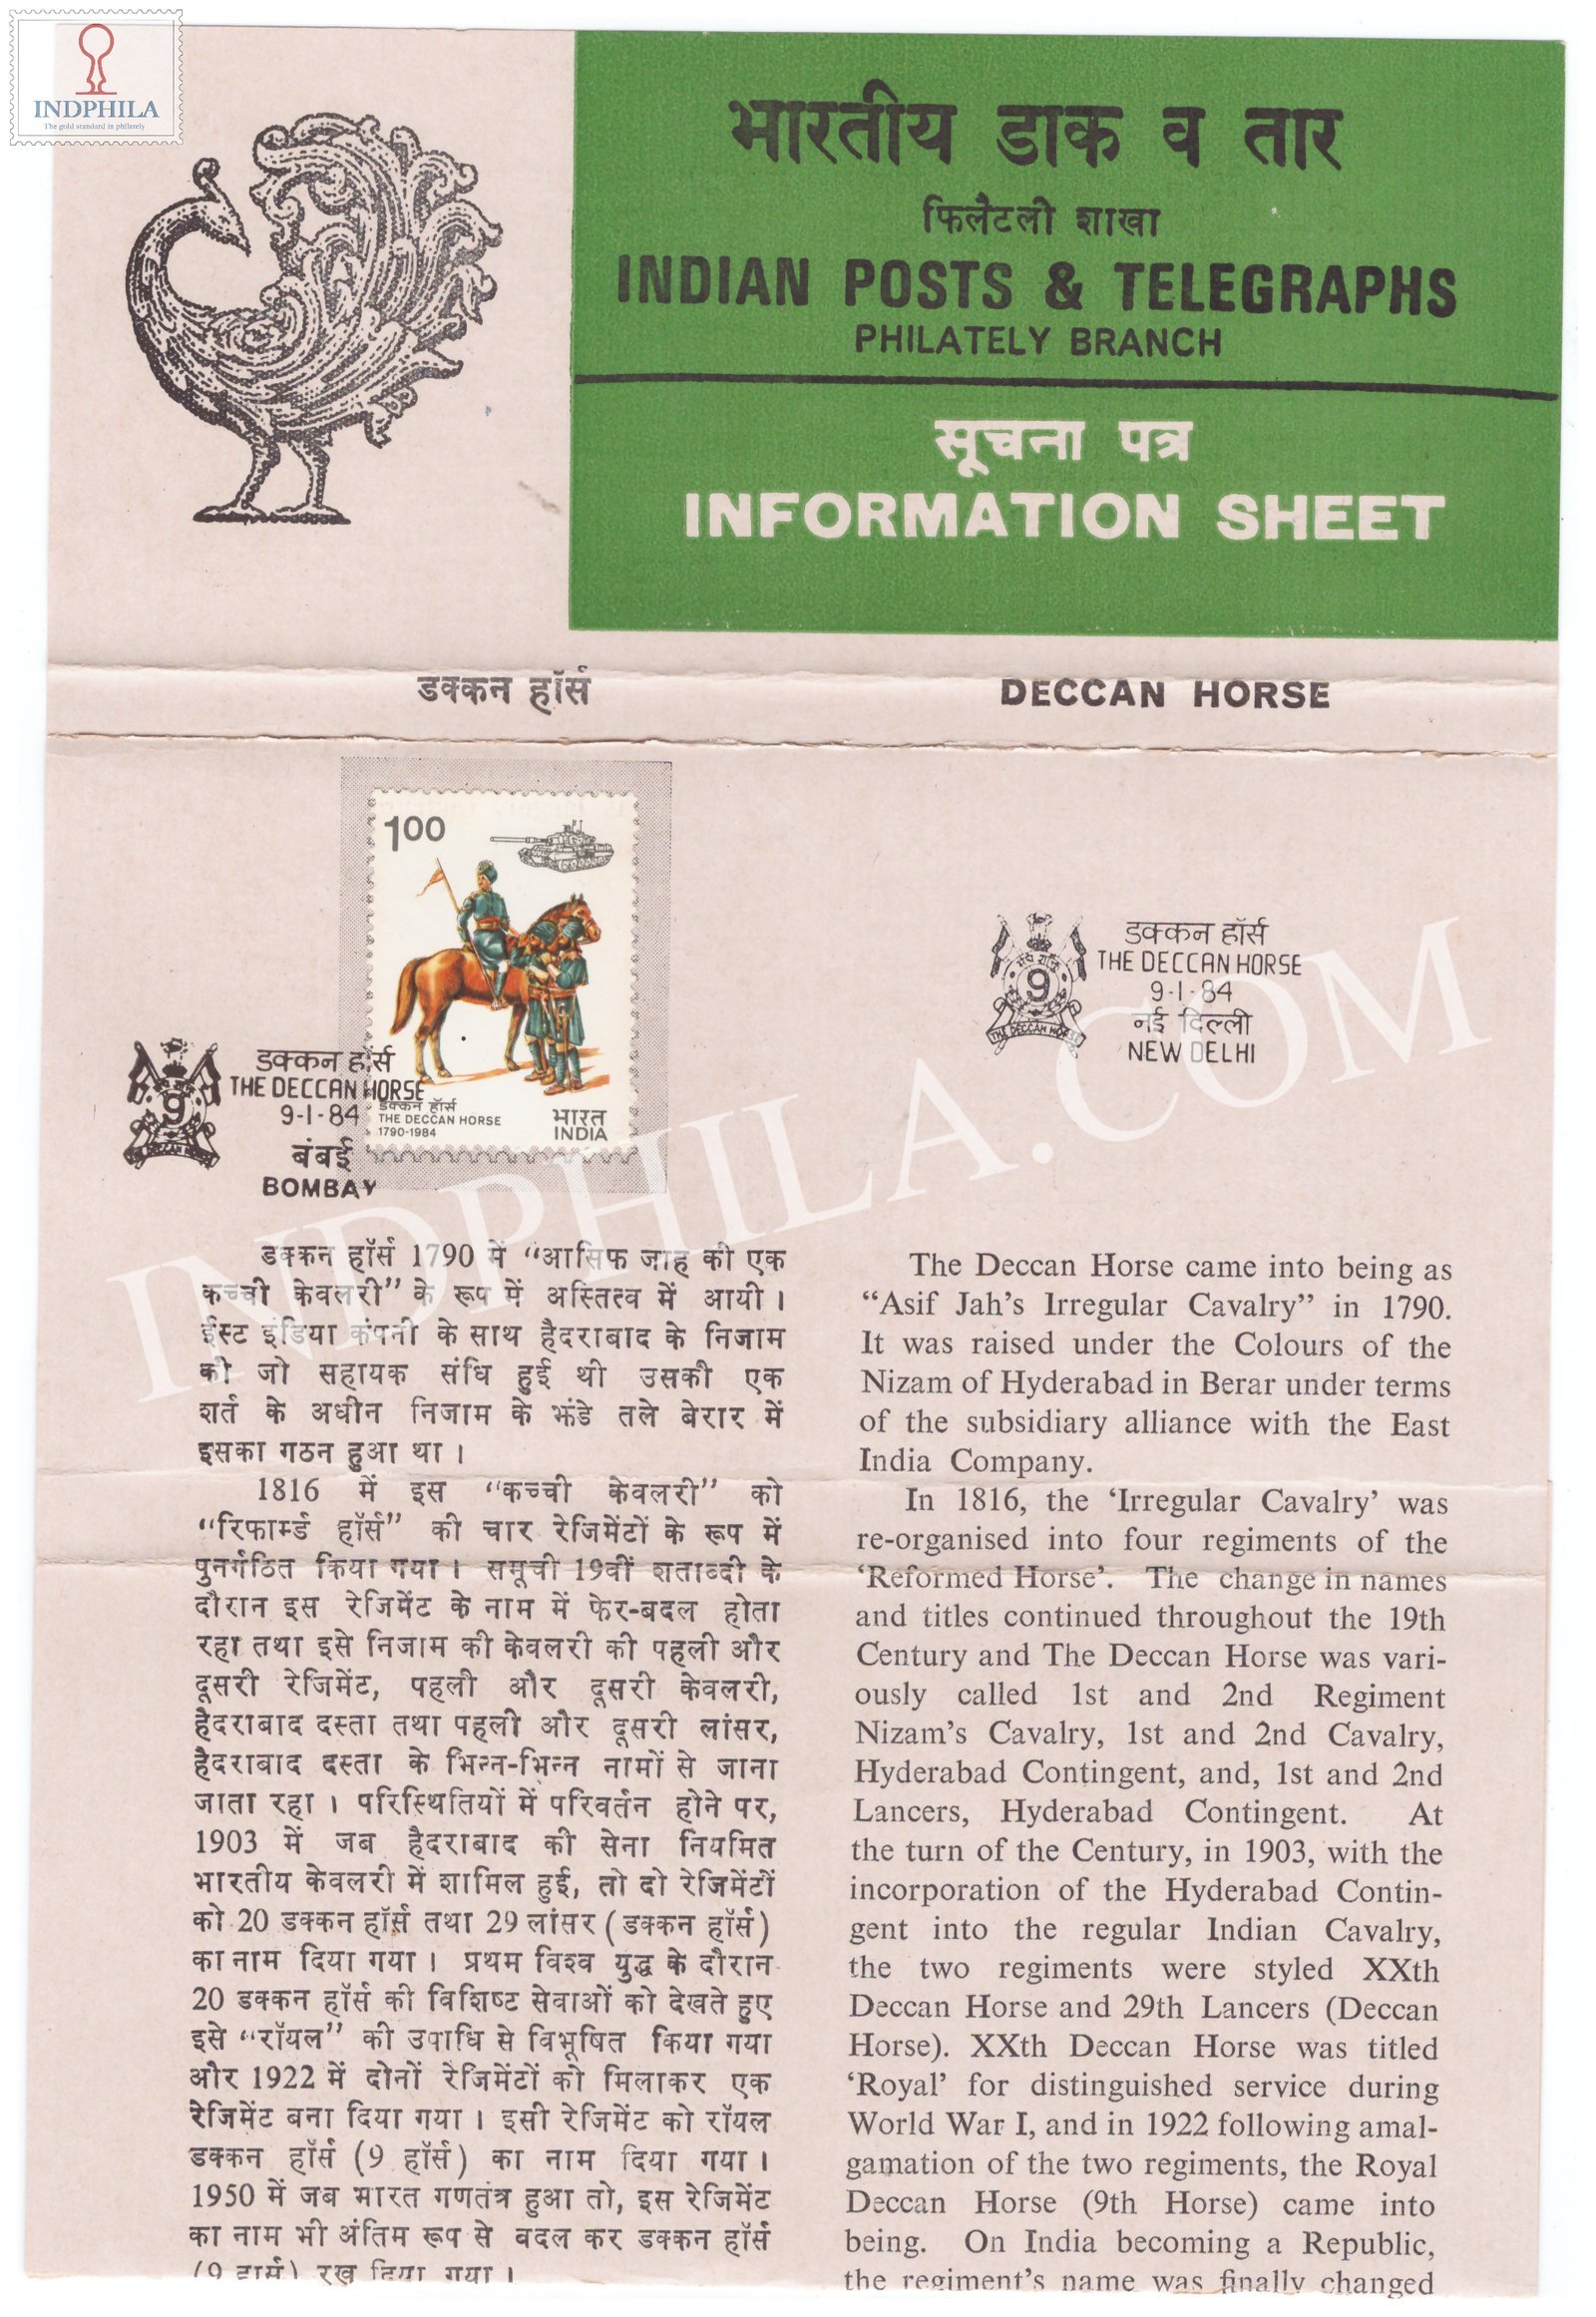 INDPHILA
The gold standard in philately
भारतीय डाक व तार
फिलैटली शाखा
INDIAN POSTS & TELEGRAPHS
PHILATELY BRANCH
सूचना पत्र
INFORMATION SHEET
डक्कन हॉर्स
DECCAN HORSE
1.00
डक्कन हॉर्स
THE DECCAN HORSE
1790-1984
भारत
INDIA
9
डक्कन हॉर्स
THE DECCAN HORSE
9-1-84
बंबई
BOMBAY
9
THE DECCAN HORSE
डक्कन हॉर्स
THE DECCAN HORSE
9-1-84
नई दिल्ली
NEW DELHI
INDPHILA.COM
डक्कन हॉर्स 1790 में “आसिफ जाह की एक
कच्ची केवलरी” के रूप में अस्तित्व में आयी ।
ईस्ट इंडिया कंपनी के साथ हैदराबाद के निजाम
की जो सहायक संधि हुई थी उसकी एक
शर्त के अधीन निजाम के झंडे तले बेरार में
इसका गठन हुआ था ।
1816 में इस “कच्ची केवलरी” को
“रिफार्म्ड हॉर्स” की चार रेजिमेंटों के रूप में
पुनर्गठित किया गया । समूची 19वीं शताब्दी के
दौरान इस रेजिमेंट के नाम में फेर-बदल होता
रहा तथा इसे निजाम की केवलरी की पहली और
दूसरी रेजिमेंट, पहली और दूसरी केवलरी,
हैदराबाद दस्ता तथा पहली और दूसरी लांसर,
हैदराबाद दस्ता के भिन्न-भिन्न नामों से जाना
जाता रहा । परिस्थितियों में परिवर्तन होने पर,
1903 में जब हैदराबाद की सेना नियमित
भारतीय केवलरी में शामिल हुई, तो दो रेजिमेंटों
को 20 डक्कन हॉर्स तथा 29 लांसर (डक्कन हॉर्स)
का नाम दिया गया । प्रथम विश्व युद्ध के दौरान
20 डक्कन हॉर्स की विशिष्ट सेवाओं को देखते हुए
इसे “रॉयल” की उपाधि से विभूषित किया गया
और 1922 में दोनों रेजिमेंटों को मिलाकर एक
रेजिमेंट बना दिया गया । इसी रेजिमेंट को रॉयल
डक्कन हॉर्स (9 हॉर्स) का नाम दिया गया ।
1950 में जब भारत गणतंत्र हुआ तो, इस रेजिमेंट
का नाम भी अंतिम रूप से बदल कर डक्कन हॉर्स
(9 हार्स) रख दिया गया ।
The Deccan Horse came into being as
“Asif Jah’s Irregular Cavalry” in 1790.
It was raised under the Colours of the
Nizam of Hyderabad in Berar under terms
of the subsidiary alliance with the East
India Company.
In 1816, the ‘Irregular Cavalry’ was
re-organised into four regiments of the
‘Reformed Horse’. The change in names
and titles continued throughout the 19th
Century and The Deccan Horse was vari-
ously called 1st and 2nd Regiment
Nizam’s Cavalry, 1st and 2nd Cavalry,
Hyderabad Contingent, and, 1st and 2nd
Lancers, Hyderabad Contingent. At
the turn of the Century, in 1903, with the
incorporation of the Hyderabad Contin-
gent into the regular Indian Cavalry,
the two regiments were styled XXth
Deccan Horse and 29th Lancers (Deccan
Horse). XXth Deccan Horse was titled
‘Royal’ for distinguished service during
World War I, and in 1922 following amal-
gamation of the two regiments, the Royal
Deccan Horse (9th Horse) came into
being. On India becoming a Republic,
the regiment’s name was finally changed